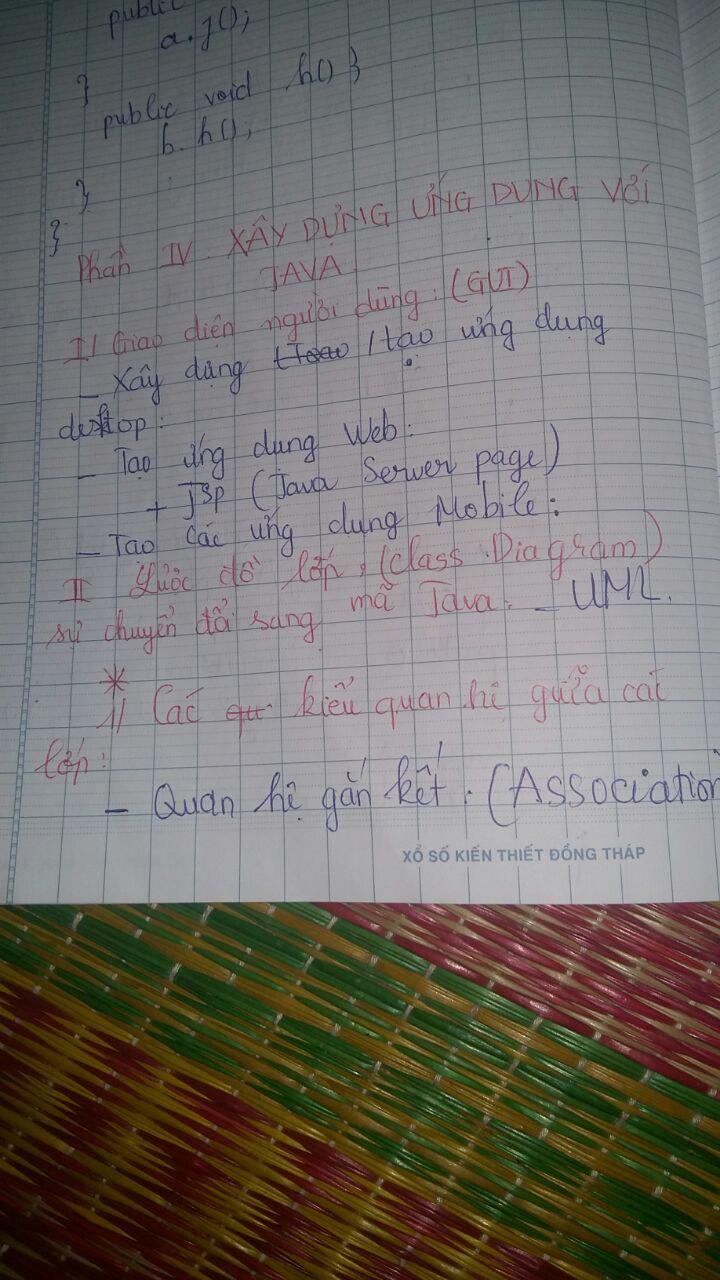 public
a.g();
}
public void h() }
b.h();
}
}
Phần IV. XÂY DỰNG ỨNG DỤNG VỚI
JAVA
I/ Giao diện người dùng: (GUI)
_ Xây dựng /tạo ứng dụng
desktop:
- Tạo ứng dụng Web:
+ JSP (Java Server page)
- Tạo các ứng dụng Mobile:
II Lược đồ lớp: (class Diagram)
sự chuyển đổi sang mã Java. _ UML.
*
1/ Các kiểu quan hệ giữa các
lớp:
- Quan hệ gắn kết: (Association
XỔ SỐ KIẾN THIẾT ĐỒNG THÁP